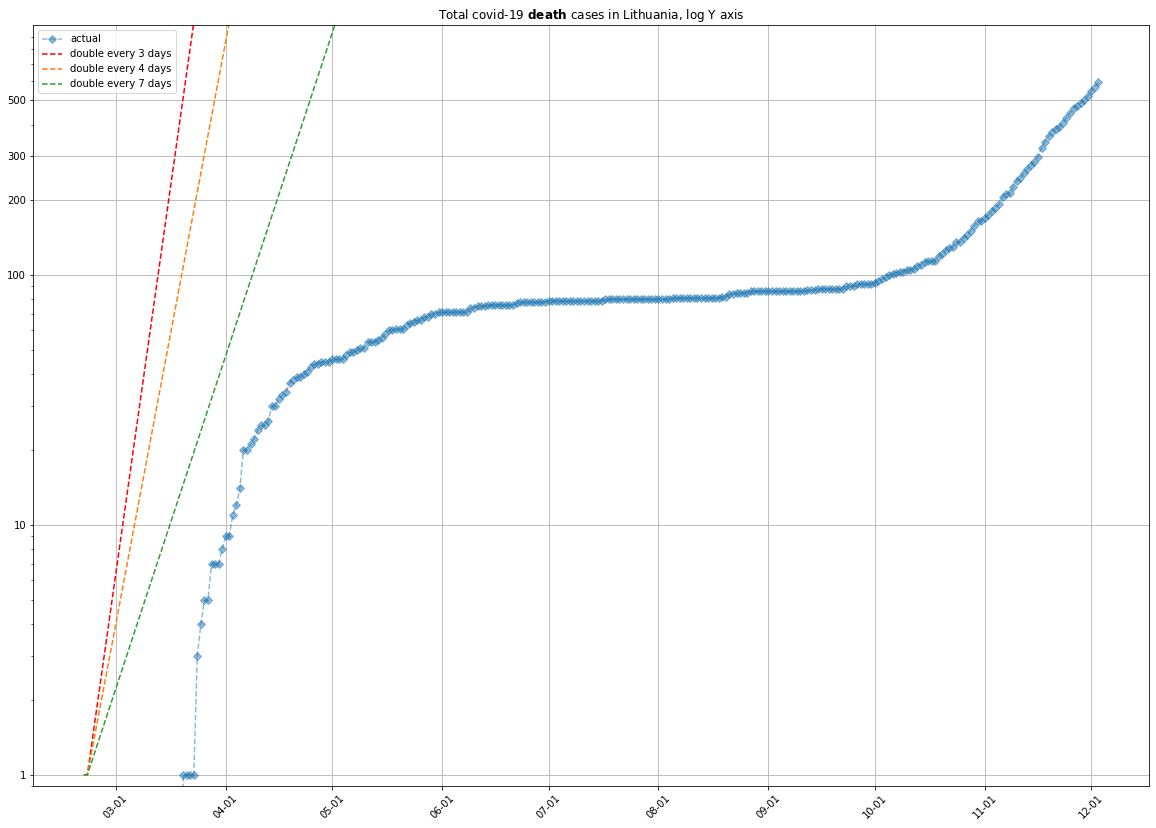 Total covid-19 death cases in Lithuania, log Y axis
actual
double every 3 days
double every 4 days
double every 7 days
500
300
200
100
10
1
03-01 04-01 05-01 06-01 07-01 08-01 09-01 10-01 11-01 12-01